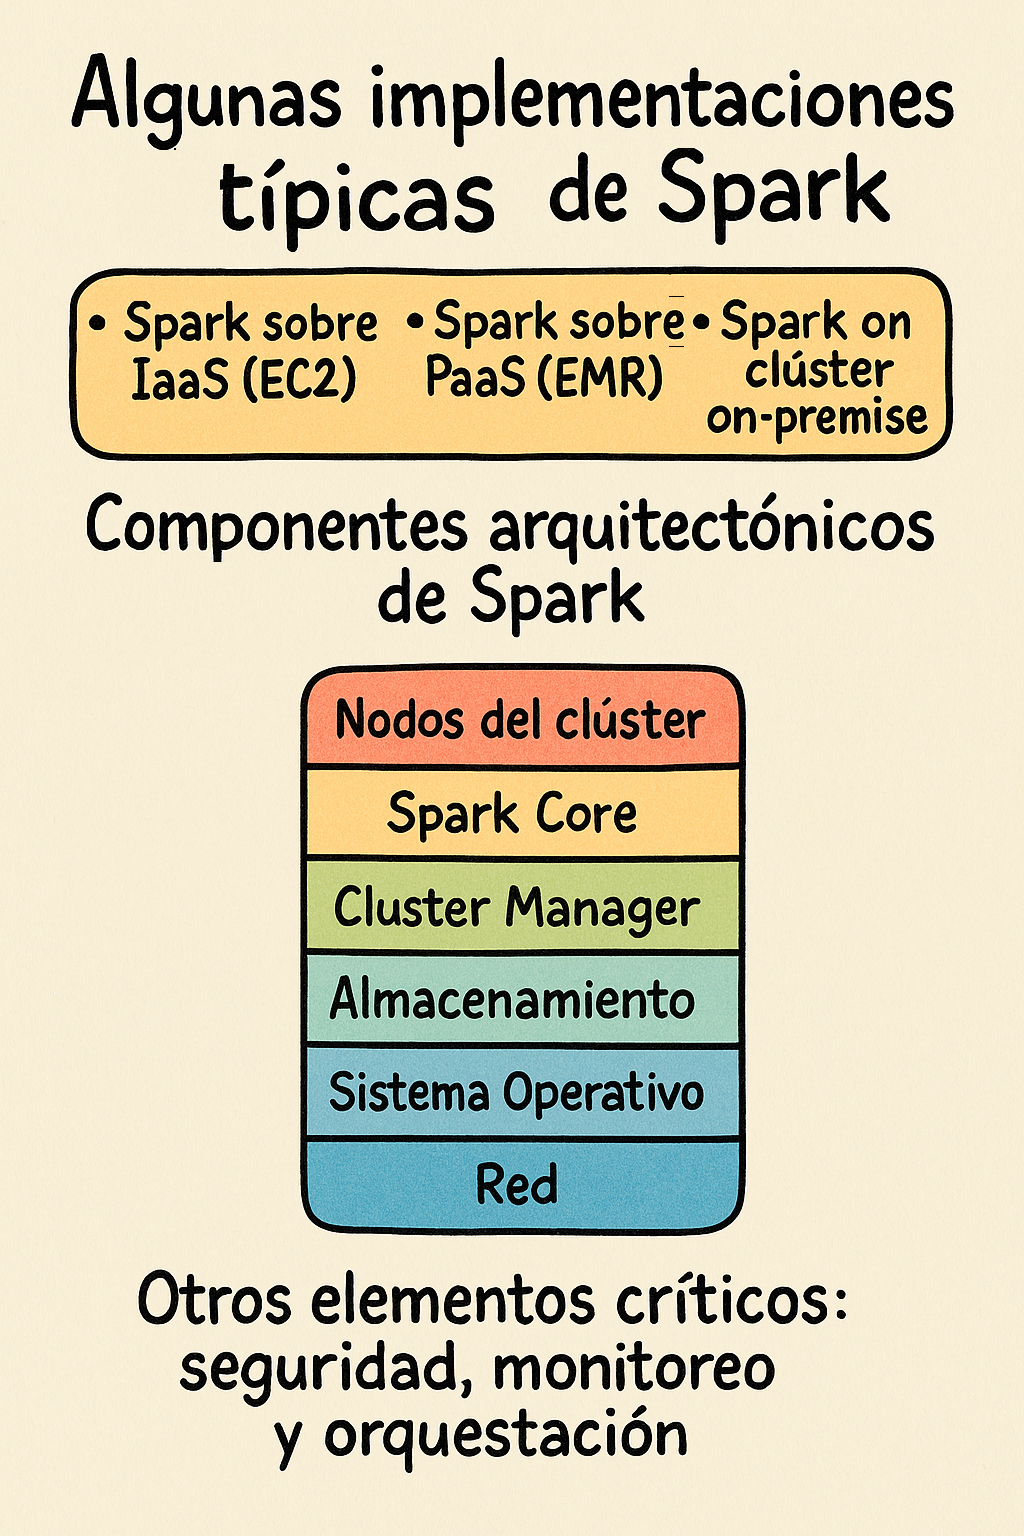 Algunas implementaciones
típicas de Spark
• Spark sobre
IaaS (EC2)
• Spark sobre
PaaS (EMR)
• Spark on
clúster
on-premise
Componentes arquitectónicos
de Spark
Nodos del clúster
Spark Core
Cluster Manager
Almacenamiento
Sistema Operativo
Red
Otros elementos críticos:
seguridad, monitoreo
y orquestación